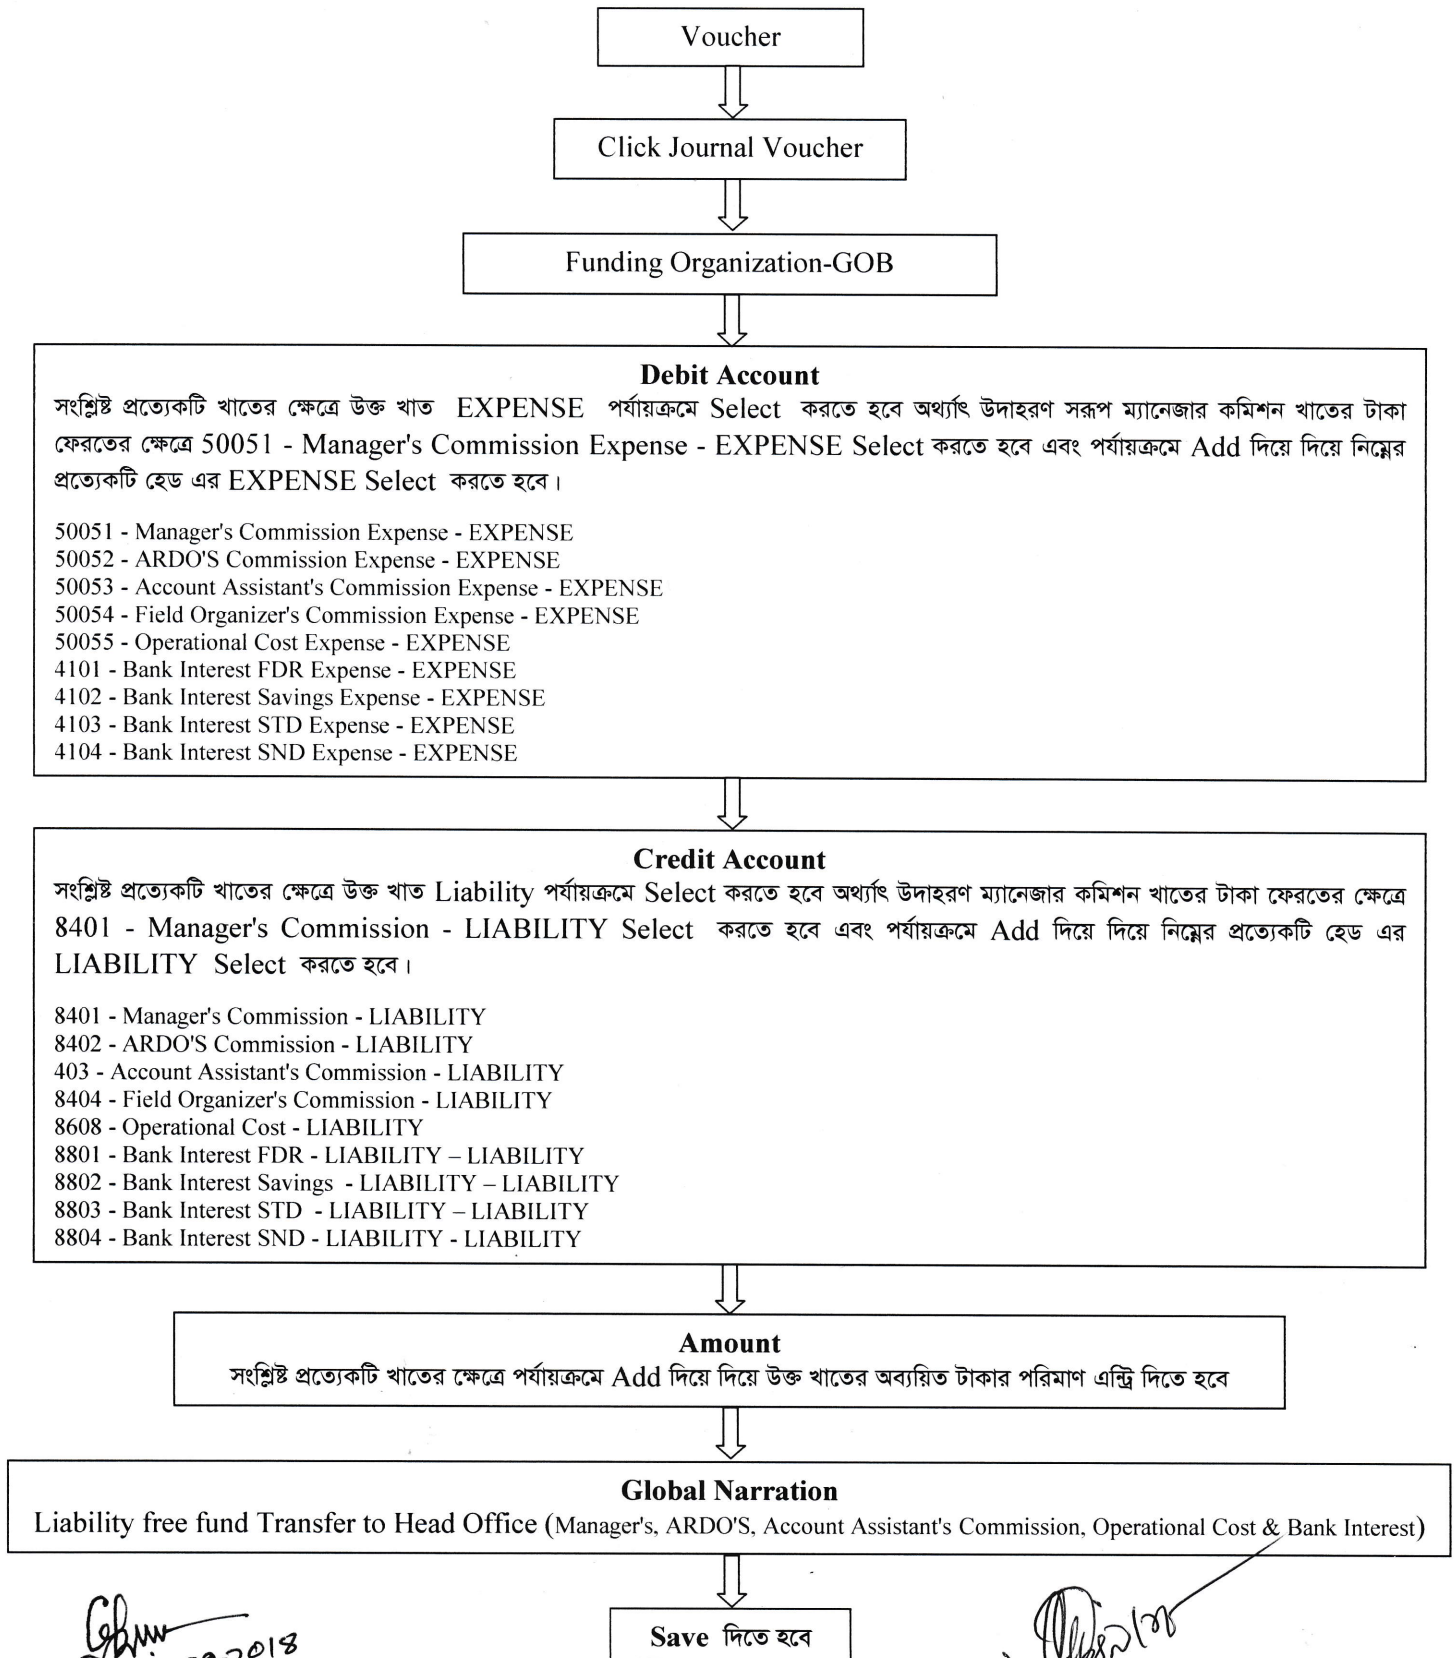 Voucher
Click Journal Voucher
Funding Organization-GOB
Debit Account
সংশ্লিষ্ট প্রত্যেকটি খাতের ক্ষেত্রে উক্ত খাত EXPENSE পর্যায়ক্রমে Select করতে হবে অথ্যাৎ উদাহরণ সরূপ ম্যানেজার কমিশন খাতের টাকা
ফেরতের ক্ষেত্রে 50051 - Manager's Commission Expense - EXPENSE Select করতে হবে এবং পর্যায়ক্রমে Add দিয়ে দিয়ে নিম্নের
প্রত্যেকটি হেড এর EXPENSE Select করতে হবে।
50051 - Manager's Commission Expense - EXPENSE
50052 - ARDO'S Commission Expense - EXPENSE
50053 - Account Assistant's Commission Expense - EXPENSE
50054 - Field Organizer's Commission Expense - EXPENSE
50055 - Operational Cost Expense - EXPENSE
4101 - Bank Interest FDR Expense - EXPENSE
4102 - Bank Interest Savings Expense - EXPENSE
4103 - Bank Interest STD Expense - EXPENSE
4104 - Bank Interest SND Expense - EXPENSE
Credit Account
সংশ্লিষ্ট প্রত্যেকটি খাতের ক্ষেত্রে উক্ত খাত Liability পর্যায়ক্রমে Select করতে হবে অথ্যাৎ উদাহরণ ম্যানেজার কমিশন খাতের টাকা ফেরতের ক্ষেত্রে
8401 - Manager's Commission - LIABILITY Select করতে হবে এবং পর্যায়ক্রমে Add দিয়ে দিয়ে নিম্নের প্রত্যেকটি হেড এর
LIABILITY Select করতে হবে।
8401 - Manager's Commission - LIABILITY
8402 - ARDO'S Commission - LIABILITY
403 - Account Assistant's Commission - LIABILITY
8404 - Field Organizer's Commission - LIABILITY
8608 - Operational Cost - LIABILITY
8801 - Bank Interest FDR - LIABILITY – LIABILITY
8802 - Bank Interest Savings - LIABILITY – LIABILITY
8803 - Bank Interest STD - LIABILITY – LIABILITY
8804 - Bank Interest SND - LIABILITY - LIABILITY
Amount
সংশ্লিষ্ট প্রত্যেকটি খাতের ক্ষেত্রে পর্যায়ক্রমে Add দিয়ে দিয়ে উক্ত খাতের অব্যয়িত টাকার পরিমাণ এন্ট্রি দিতে হবে
Global Narration
Liability free fund Transfer to Head Office (Manager's, ARDO'S, Account Assistant's Commission, Operational Cost & Bank Interest)
Save দিতে হবে
2018